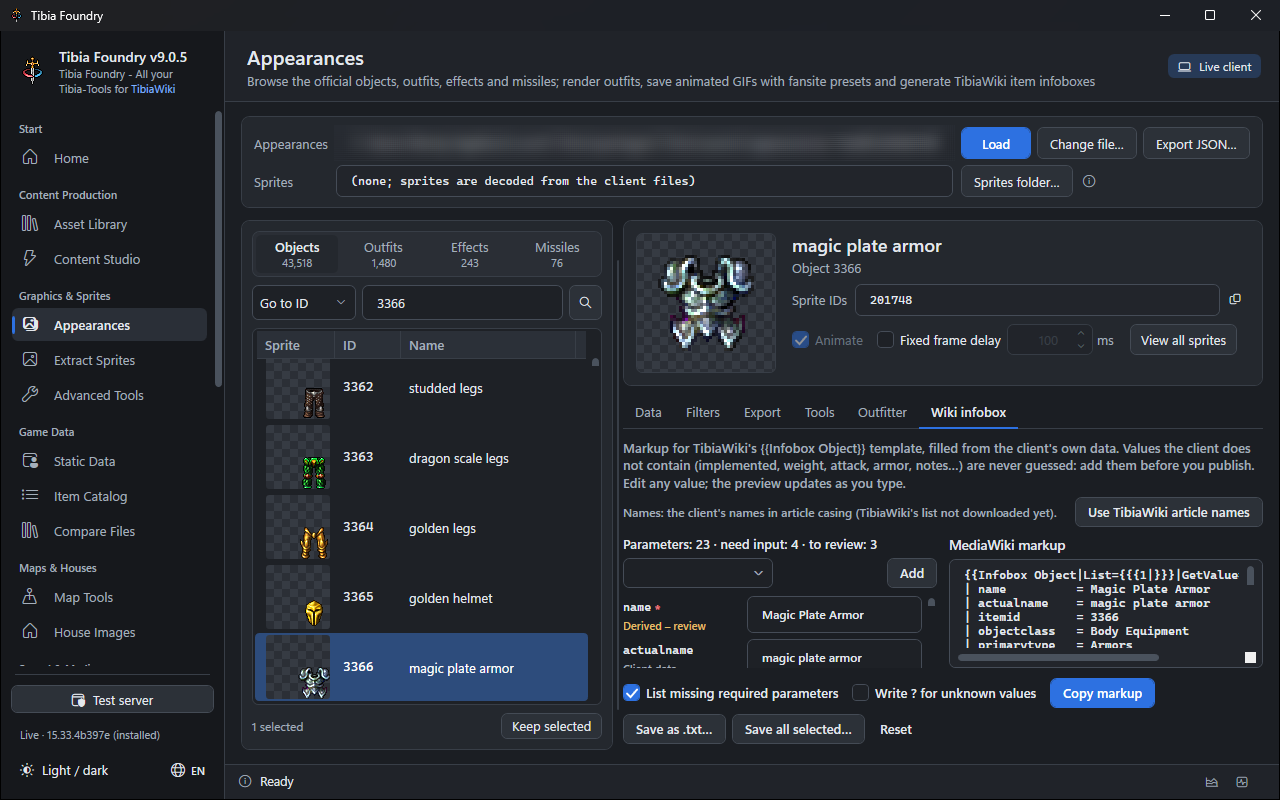 Tibia Foundry
Tibia Foundry v9.0.5
Tibia Foundry - All your
Tibia-Tools for TibiaWiki
Start
Home
Content Production
Asset Library
Content Studio
Graphics & Sprites
Appearances
Extract Sprites
Advanced Tools
Game Data
Static Data
Item Catalog
Compare Files
Maps & Houses
Map Tools
House Images
Test server
Live · 15.33.4b397e (installed)
Light / dark
EN
Appearances
Browse the official objects, outfits, effects and missiles; render outfits, save animated GIFs with fansite presets and generate TibiaWiki item infoboxes
Live client
Appearances
Load
Change file...
Export JSON...
Sprites
(none; sprites are decoded from the client files)
Sprites folder...
Objects
43,518
Outfits
1,480
Effects
243
Missiles
76
Go to ID
3366
Sprite
ID
Name
3362
studded legs
3363
dragon scale legs
3364
golden legs
3365
golden helmet
3366
magic plate armor
1 selected
Keep selected
magic plate armor
Object 3366
Sprite IDs
201748
Animate
Fixed frame delay
100
ms
View all sprites
Data
Filters
Export
Tools
Outfitter
Wiki infobox
Markup for TibiaWiki's {{Infobox Object}} template, filled from the client's own data. Values the client does
not contain (implemented, weight, attack, armor, notes...) are never guessed: add them before you publish.
Edit any value; the preview updates as you type.
Names: the client's names in article casing (TibiaWiki's list not downloaded yet).
Use TibiaWiki article names
Parameters: 23 · need input: 4 · to review: 3
Add
name *
Derived – review
Magic Plate Armor
actualname
Client data
magic plate armor
MediaWiki markup
{{Infobox Object|List={{{1|}}}|GetValue
| name = Magic Plate Armor
| actualname = magic plate armor
| itemid = 3366
| objectclass = Body Equipment
| primarytype = Armors
List missing required parameters
Write ? for unknown values
Copy markup
Save as .txt...
Save all selected...
Reset
Ready